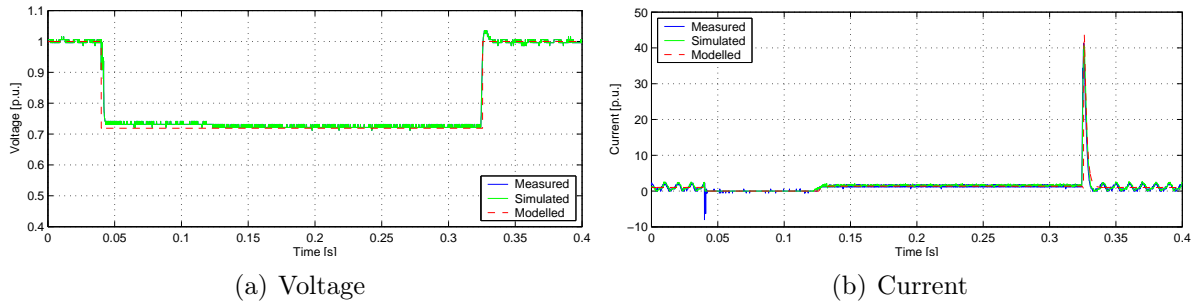 1.1
1
0.9
0.8
0.7
0.6
0.5
0.4
Voltage [p.u.]
0 0.05 0.1 0.15 0.2 0.25 0.3 0.35 0.4
Time [s]
Measured
Simulated
Modelled
(a) Voltage
50
40
30
20
10
0
−10
Current [p.u.]
0 0.05 0.1 0.15 0.2 0.25 0.3 0.35 0.4
Time [s]
Measured
Simulated
Modelled
(b) Current